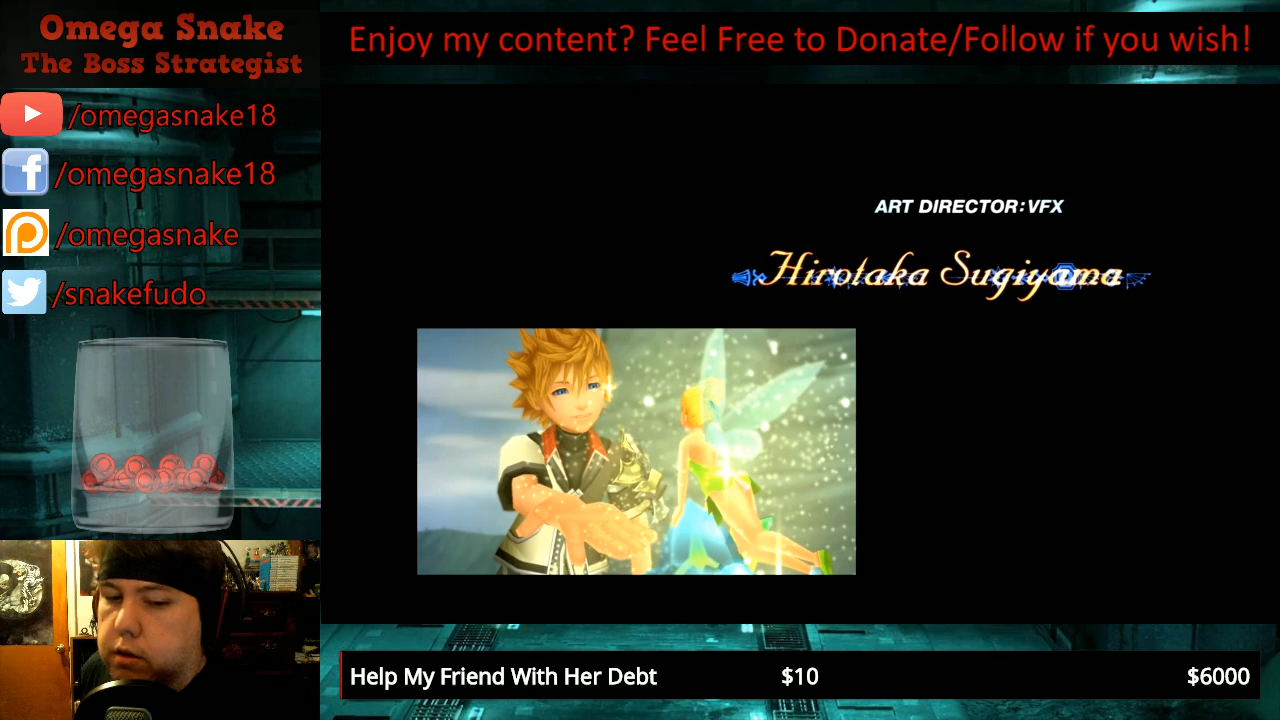 Omega Snake
The Boss Strategist
/omegasnake18
/omegasnake18
/omegasnake
/snakefudo
Enjoy my content? Feel Free to Donate/Follow if you wish!
ART DIRECTOR:VFX
Hirotaka Sugiyama
Help My Friend With Her Debt $10 $6000